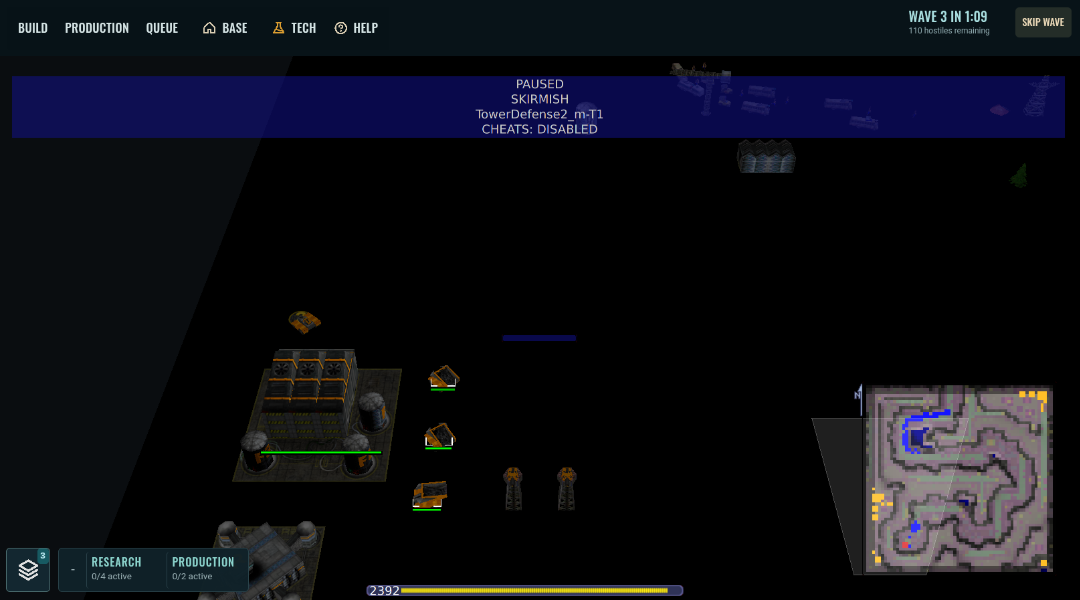 BUILD PRODUCTION QUEUE BASE TECH HELP
WAVE 3 IN 1:09
110 hostiles remaining
SKIP WAVE
PAUSED
SKIRMISH
TowerDefense2_m-T1
CHEATS: DISABLED
N
3
-
RESEARCH
0/4 active
PRODUCTION
0/2 active
2392